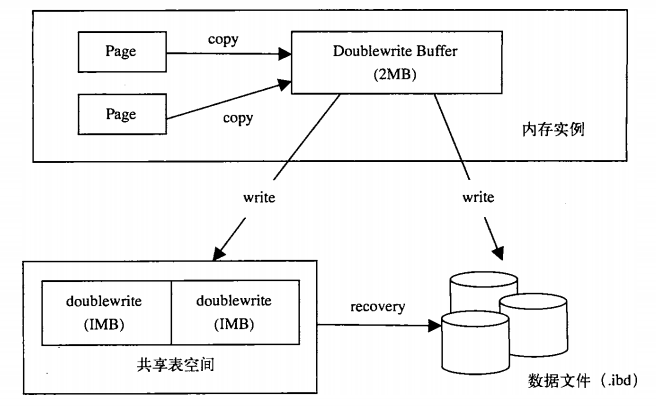 Page
copy
Doublewrite Buffer
(2MB)
Page
copy
内存实例
write
write
doublewrite
(IMB)
doublewrite
(IMB)
recovery
共享表空间
数据文件（.ibd）